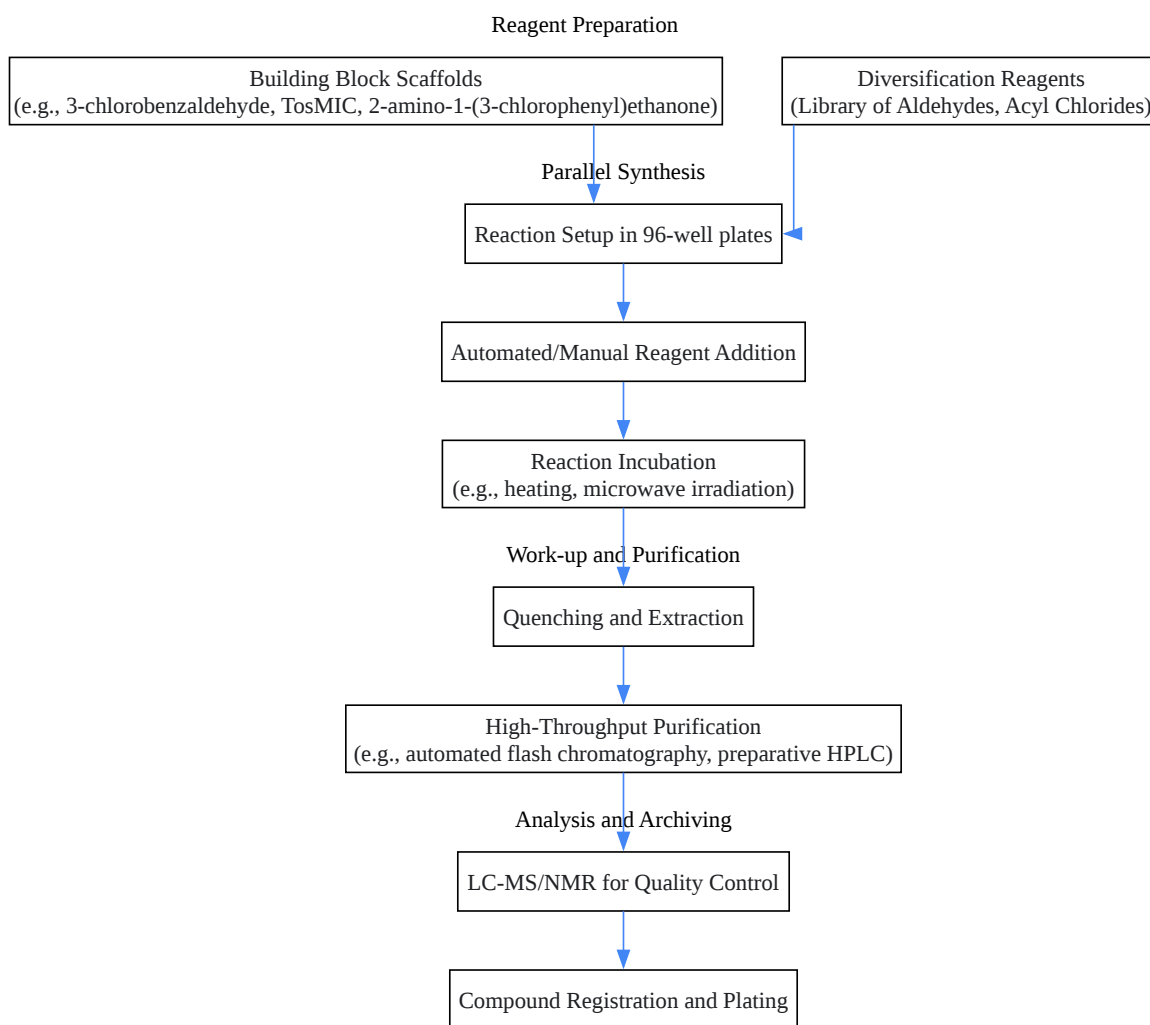 Reagent Preparation
Building Block Scaffolds
(e.g., 3-chlorobenzaldehyde, TosMIC, 2-amino-1-(3-chlorophenyl)ethanone)
Diversification Reagents
(Library of Aldehydes, Acyl Chlorides)
Parallel Synthesis
Reaction Setup in 96-well plates
Automated/Manual Reagent Addition
Reaction Incubation
(e.g., heating, microwave irradiation)
Work-up and Purification
Quenching and Extraction
High-Throughput Purification
(e.g., automated flash chromatography, preparative HPLC)
Analysis and Archiving
LC-MS/NMR for Quality Control
Compound Registration and Plating